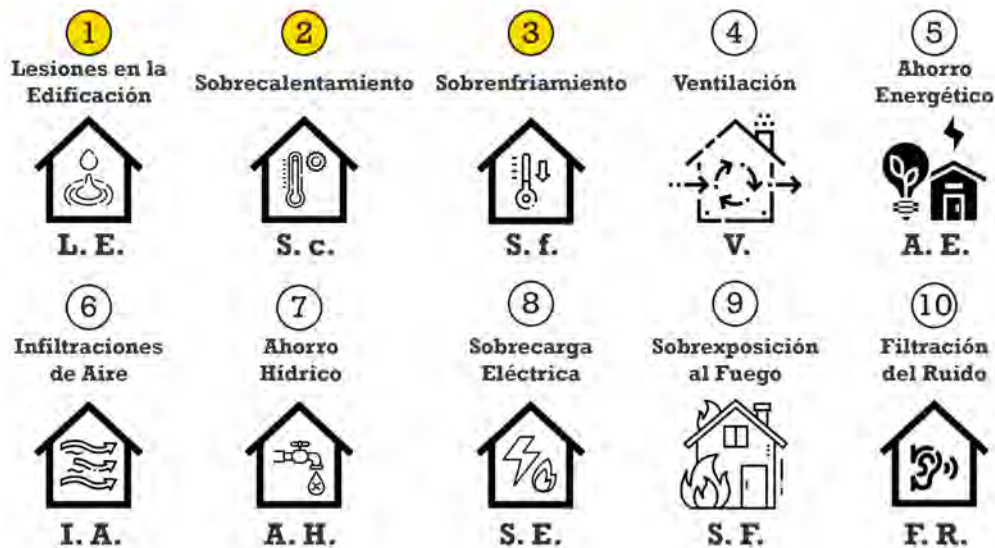 1
Lesiones en la
Edificación
L. E.
2
Sobrecalentamiento
S. c.
3
Sobrenfriamiento
S. f.
4
Ventilación
V.
5
Ahorro
Energético
A. E.
6
Infiltraciones
de Aire
I. A.
7
Ahorro
Hídrico
A. H.
8
Sobrecarga
Eléctrica
S. E.
9
Sobrexposición
al Fuego
S. F.
10
Filtración
del Ruido
F. R.